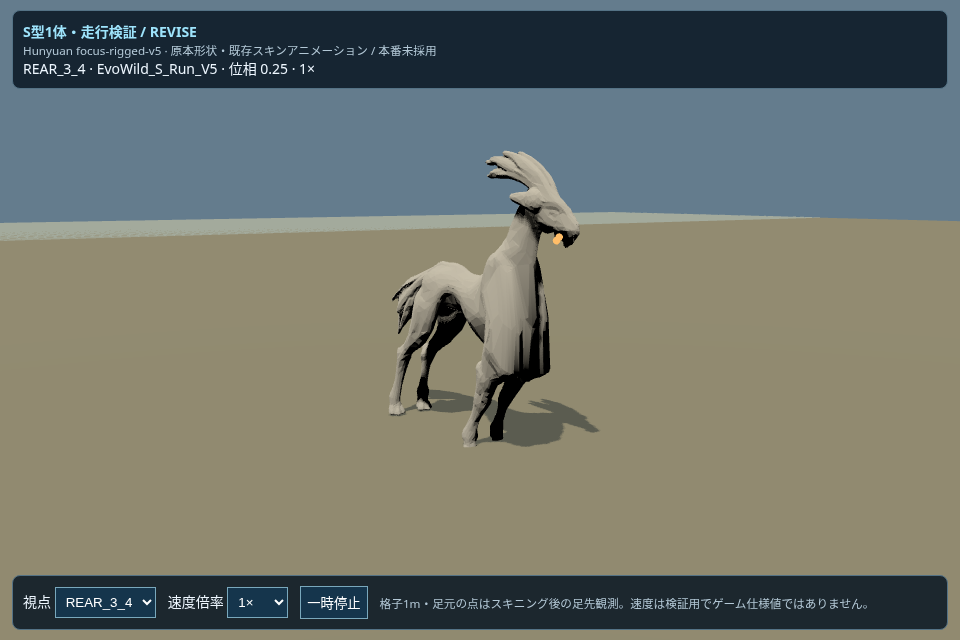 S型1体・走行検証 / REVISE
Hunyuan focus-rigged-v5 · 原本形状・既存スキンアニメーション / 本番未採用
REAR_3_4 · EvoWild_S_Run_V5 · 位相 0.25 · 1×
視点 REAR_3_4 速度倍率 1× 一時停止 格子1m・足元の点はスキニング後の足先観測。速度は検証用でゲーム仕様値ではありません。